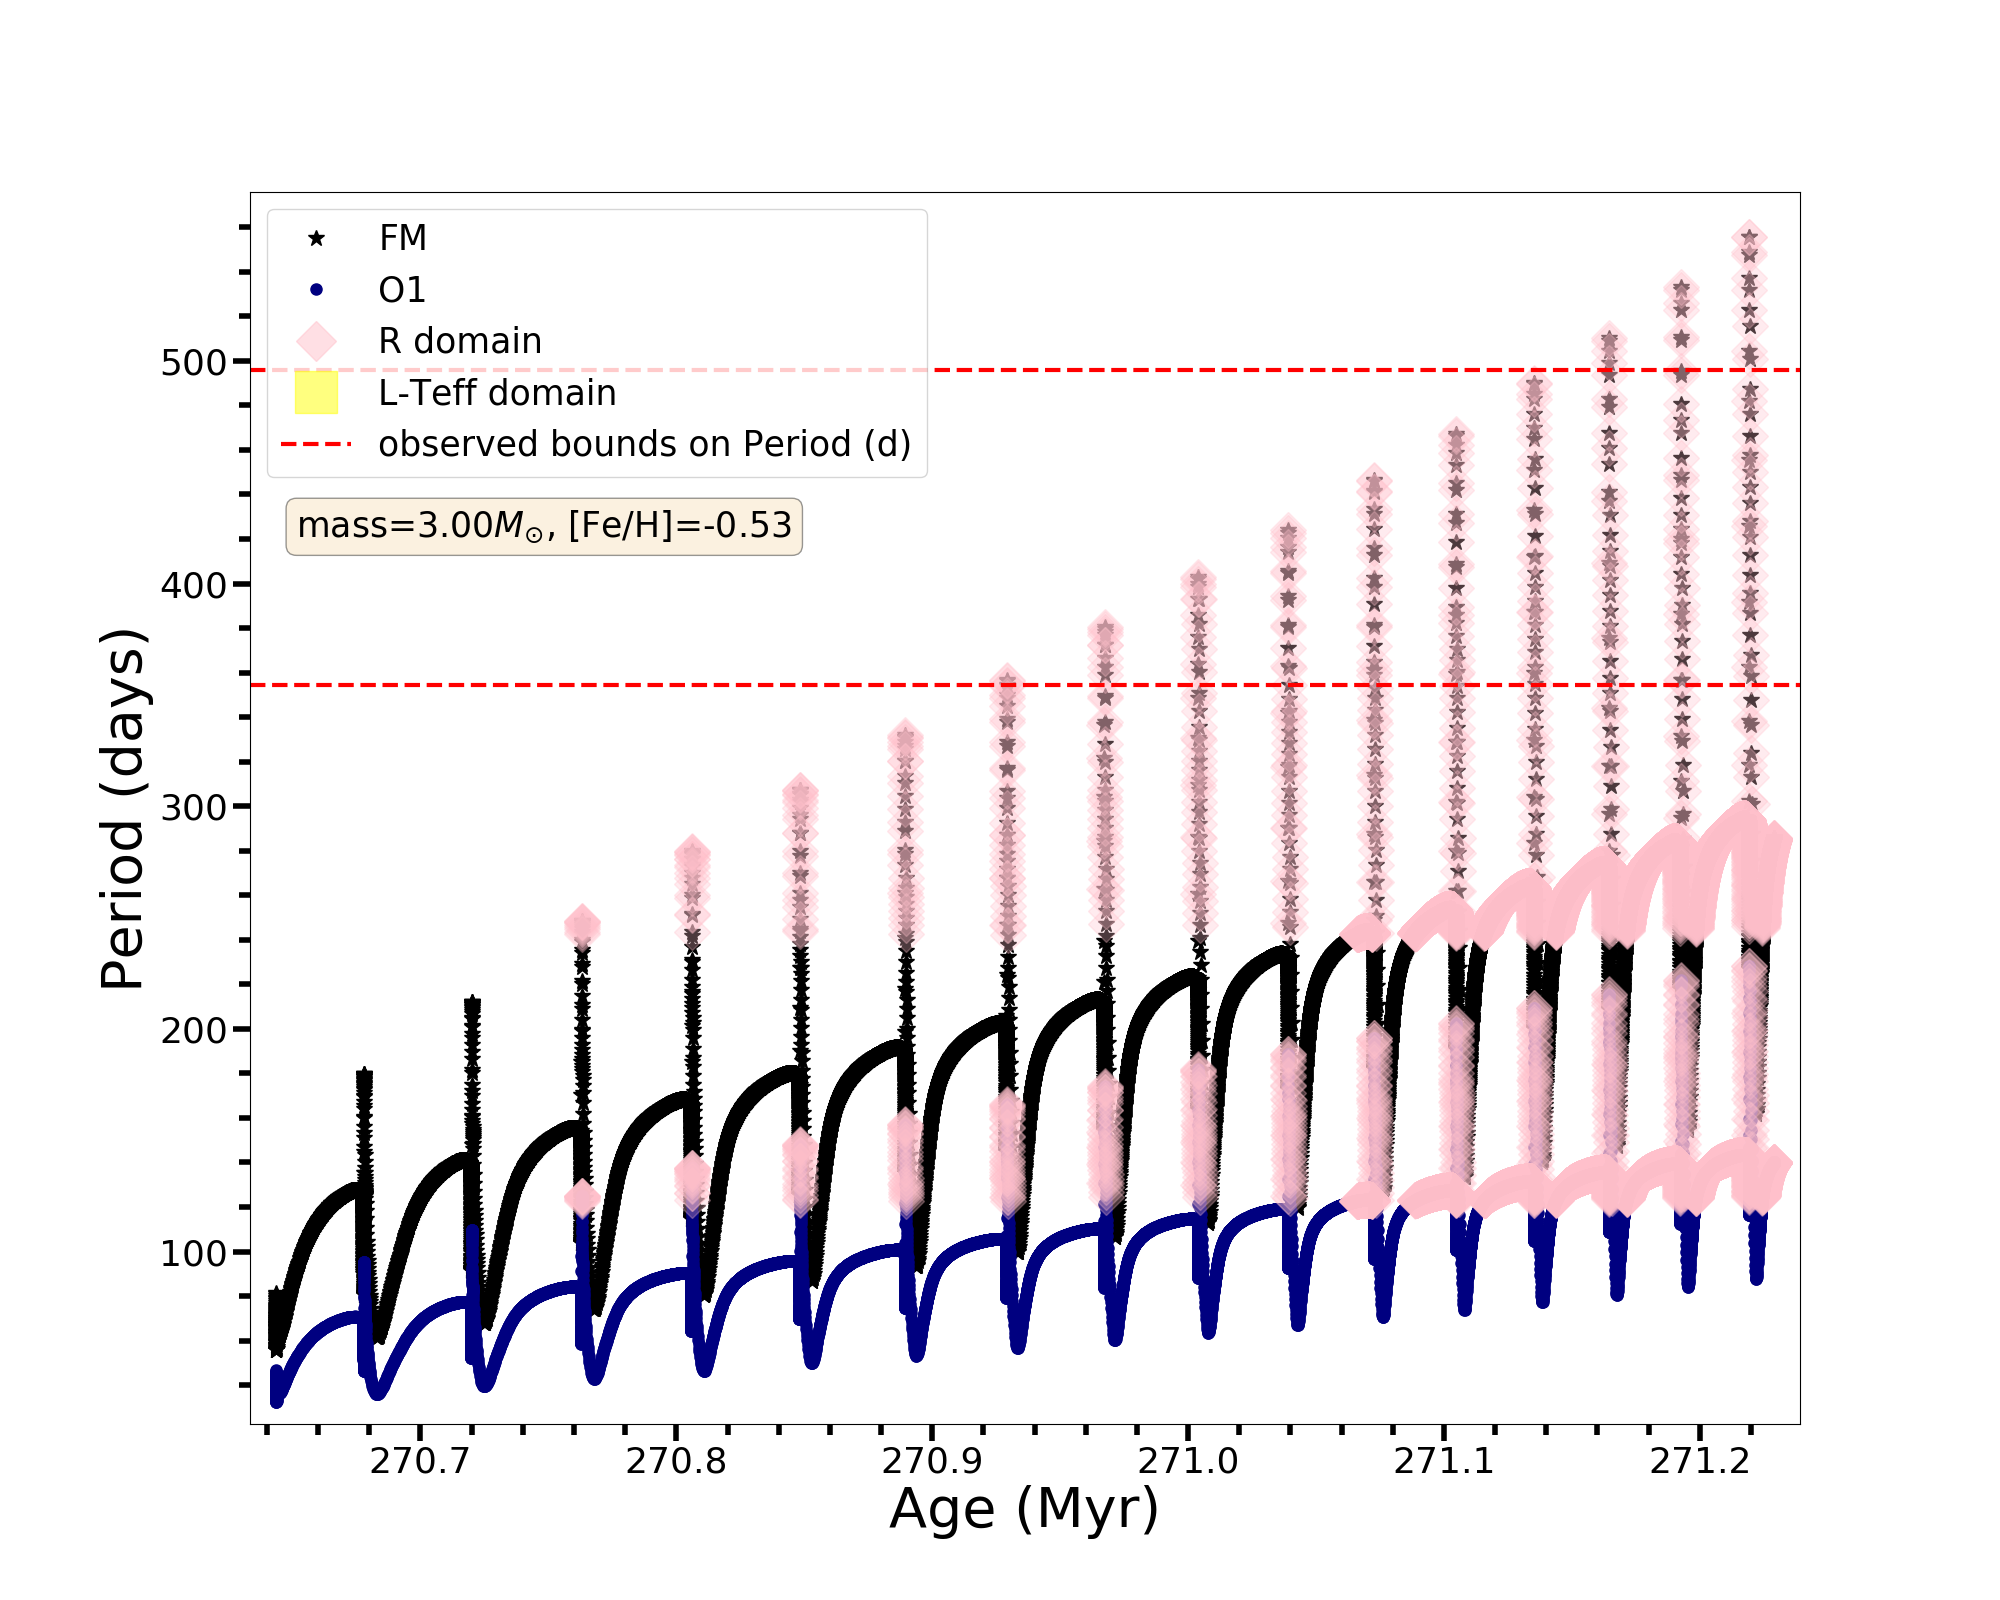 FM
O1
R domain
L-Teff domain
observed bounds on Period (d)
mass=3.00M⊙, [Fe/H]=-0.53
500
400
300
200
100
Period (days)
270.7 270.8 270.9 271.0 271.1 271.2
Age (Myr)